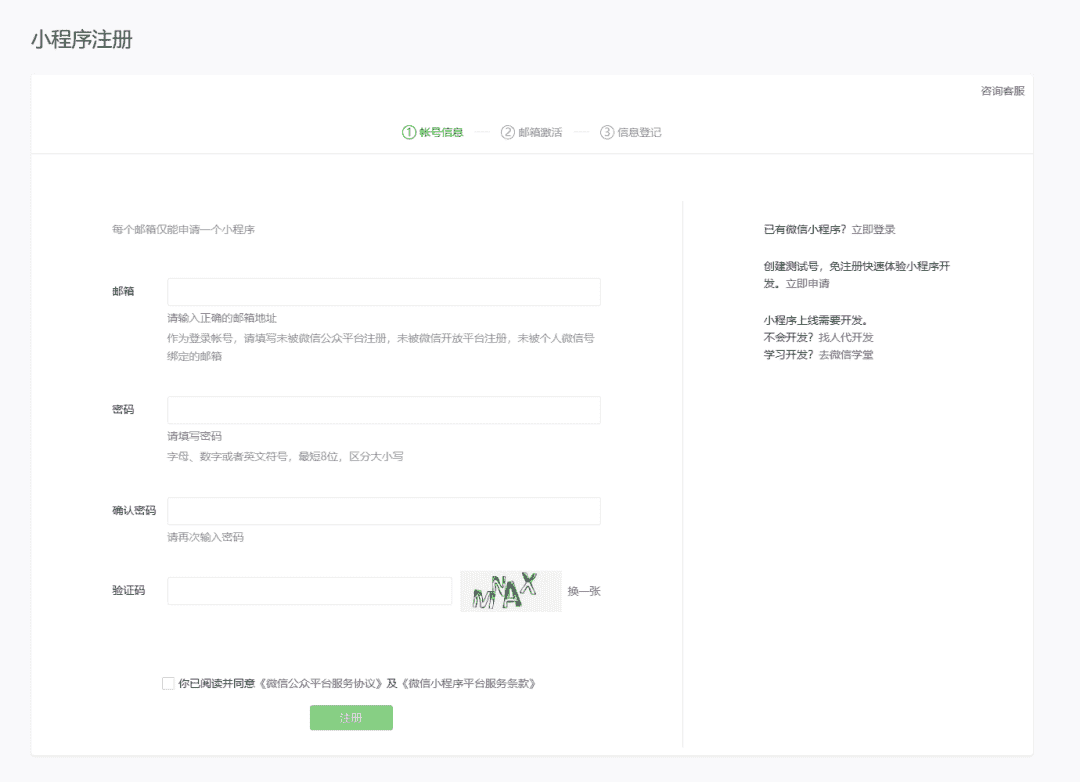 小程序注册
咨询客服
① 帐号信息 — ② 邮箱激活 — ③ 信息登记
每个邮箱仅能申请一个小程序
邮箱
请输入正确的邮箱地址
作为登录帐号，请填写未被微信公众平台注册，未被微信开放平台注册，未被个人微信号
绑定的邮箱
密码
请填写密码
字母、数字或者英文符号，最短8位，区分大小写
确认密码
请再次输入密码
验证码 MNAX 换一张
你已阅读并同意《微信公众平台服务协议》及《微信小程序平台服务条款》
注册
已有微信小程序？立即登录
创建测试号，免注册快速体验小程序开
发。立即申请
小程序上线需要开发。
不会开发？找人代开发
学习开发？去微信学堂